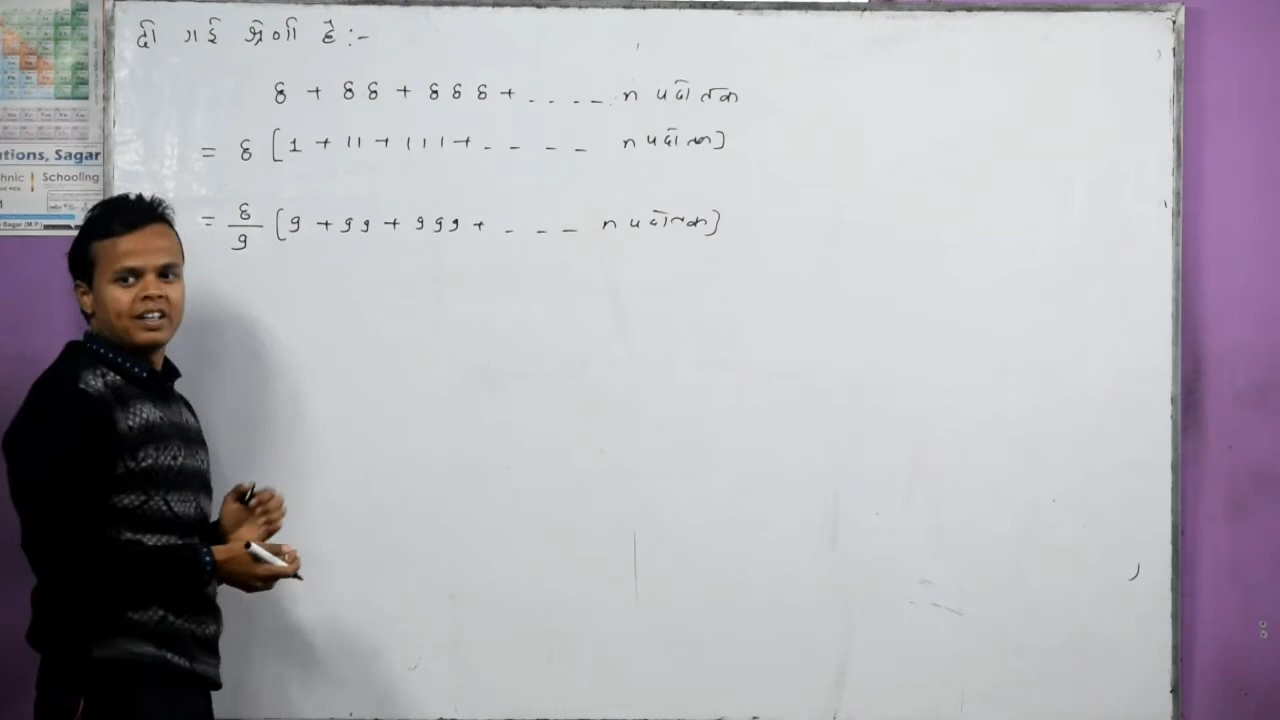 दी गई श्रेणी है :-
8 + 88 + 888 + . . . . n पदों तक
= 8 [1 + 11 + 111 + - - - - n पदों तक]
= 8/9 [9 + 99 + 999 + - - - n पदों तक]
tions, Sagar
hnic Schooling
Sagar (M.P.)